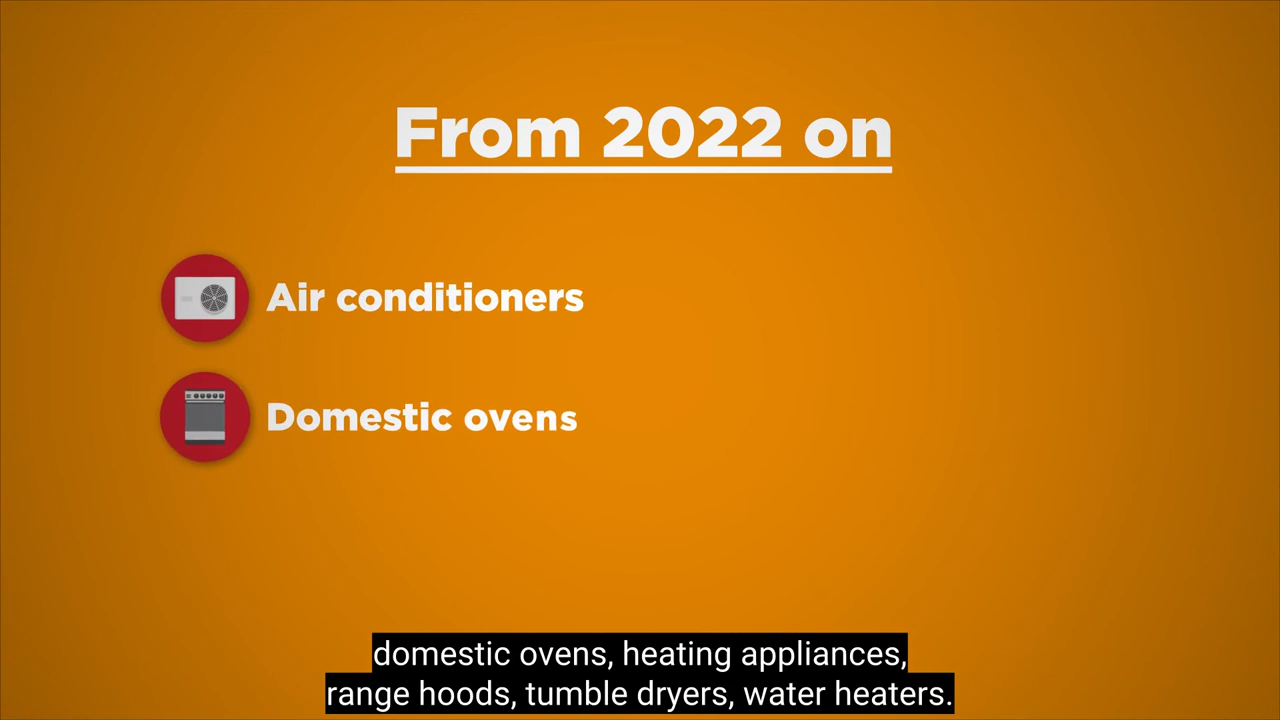 From 2022 on
Air conditioners
Domestic ovens
domestic ovens, heating appliances,
range hoods, tumble dryers, water heaters.